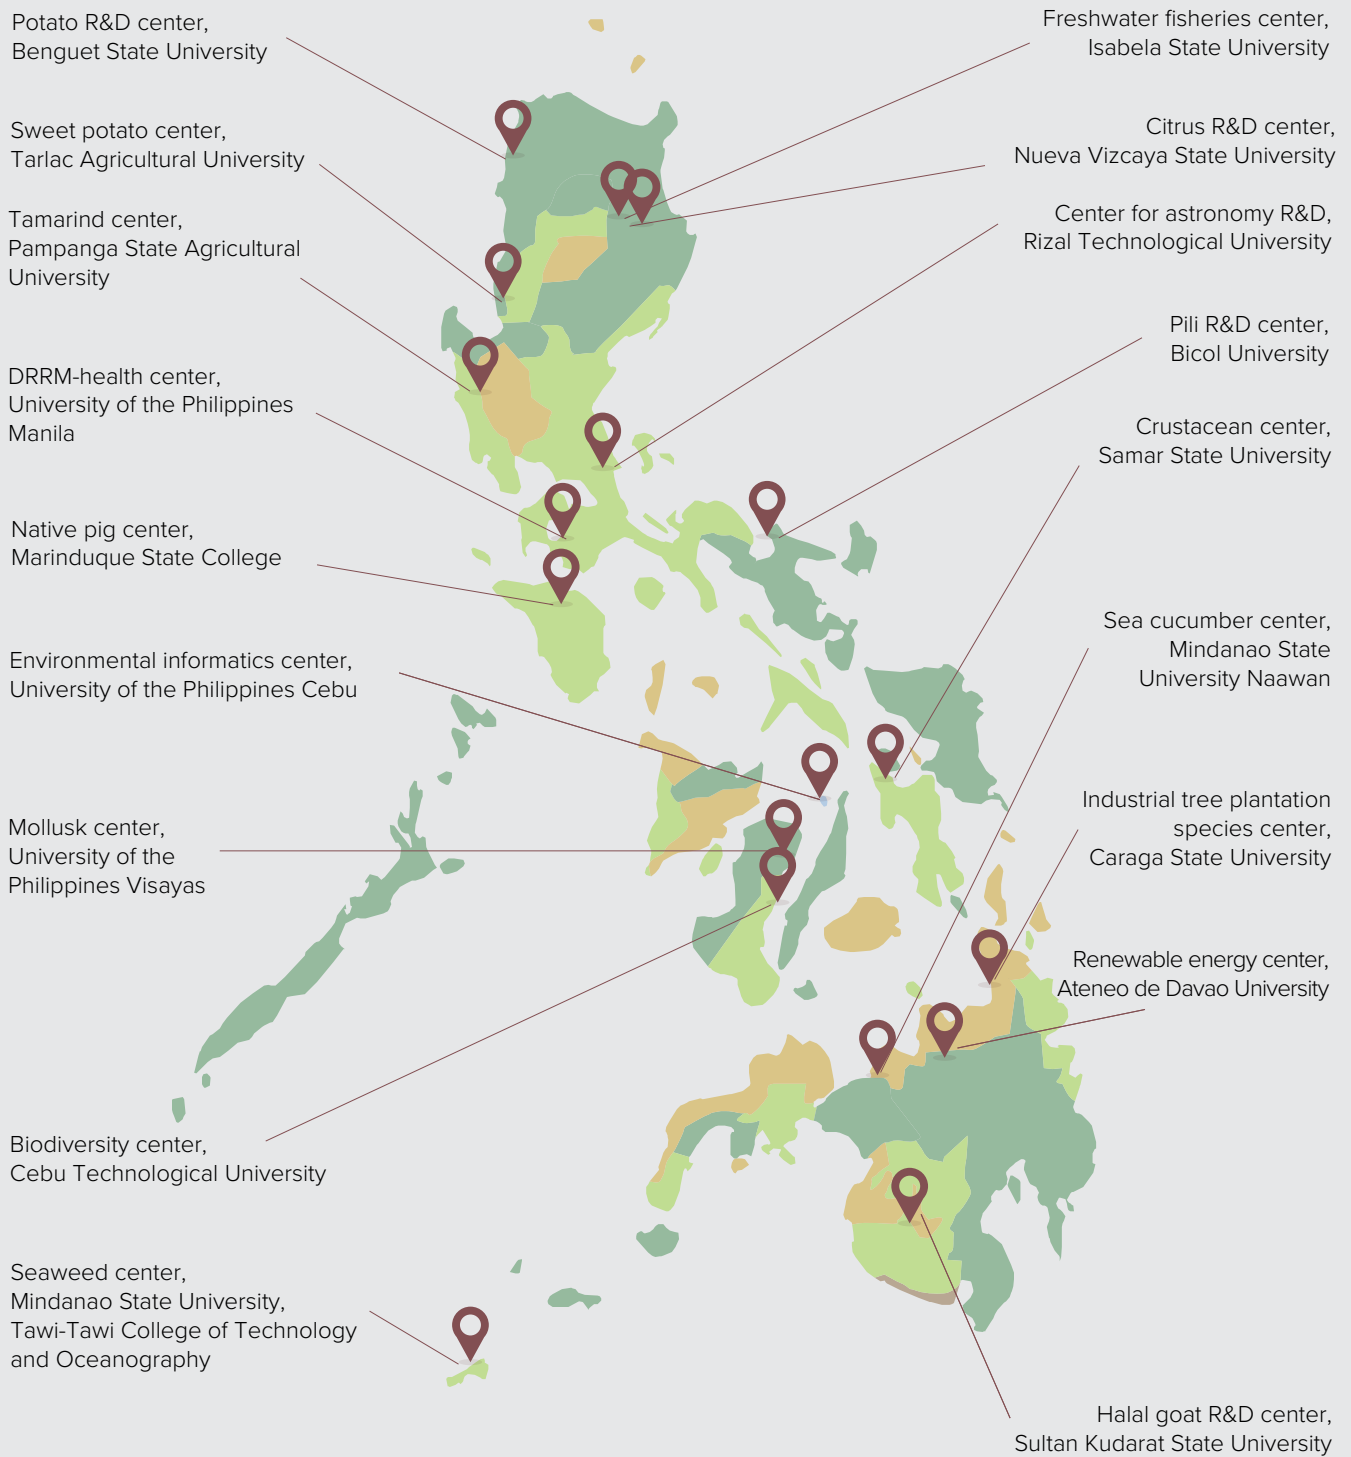 Potato R&D center,
Benguet State University
Sweet potato center,
Tarlac Agricultural University
Tamarind center,
Pampanga State Agricultural
University
DRRM-health center,
University of the Philippines
Manila
Native pig center,
Marinduque State College
Environmental informatics center,
University of the Philippines Cebu
Mollusk center,
University of the
Philippines Visayas
Biodiversity center,
Cebu Technological University
Seaweed center,
Mindanao State University,
Tawi-Tawi College of Technology
and Oceanography
Freshwater fisheries center,
Isabela State University
Citrus R&D center,
Nueva Vizcaya State University
Center for astronomy R&D,
Rizal Technological University
Pili R&D center,
Bicol University
Crustacean center,
Samar State University
Sea cucumber center,
Mindanao State
University Naawan
Industrial tree plantation
species center,
Caraga State University
Renewable energy center,
Ateneo de Davao University
Halal goat R&D center,
Sultan Kudarat State University